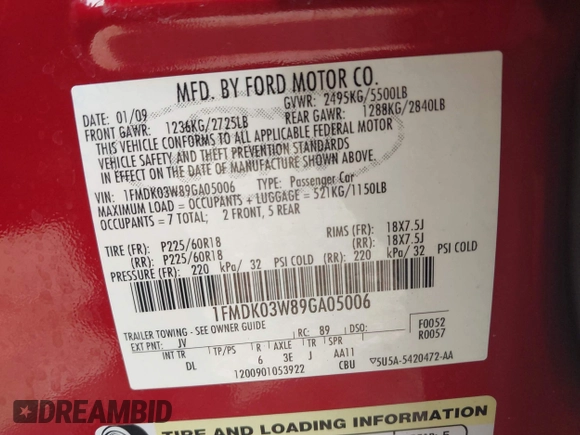 MFD. BY FORD MOTOR CO.
DATE: 01/09 GVWR: 2495KG/5500LB
FRONT GAWR: 1236KG/2725LB REAR GAWR: 1288KG/2840LB
THIS VEHICLE CONFORMS TO ALL APPLICABLE FEDERAL MOTOR
VEHICLE SAFETY AND THEFT PREVENTION STANDARDS
IN EFFECT ON THE DATE OF MANUFACTURE SHOWN ABOVE.
VIN: 1FMDK03W89GA05006 TYPE: Passenger Car
MAXIMUM LOAD = OCCUPANTS + LUGGAGE = 521KG/1150LB
OCCUPANTS = 7 TOTAL; 2 FRONT, 5 REAR
TIRE (FR): P225/60R18 RIMS (FR): 18X7.5J
(RR): P225/60R18 (RR): 18X7.5J
PRESSURE (FR): 220 kPa/ 32 PSI COLD (RR): 220 kPa/ 32 PSI COLD
1FMDK03W89GA05006
TRAILER TOWING - SEE OWNER GUIDE
EXT PNT: JV RC: 89 DSO: F0052
R0057
INT TR TP/PS R AXLE TR SPR
DL 6 3E J AA11
1200901053922 CBU 5U5A-5420472-AA
TIRE AND LOADING INFORMATION
DREAMBID